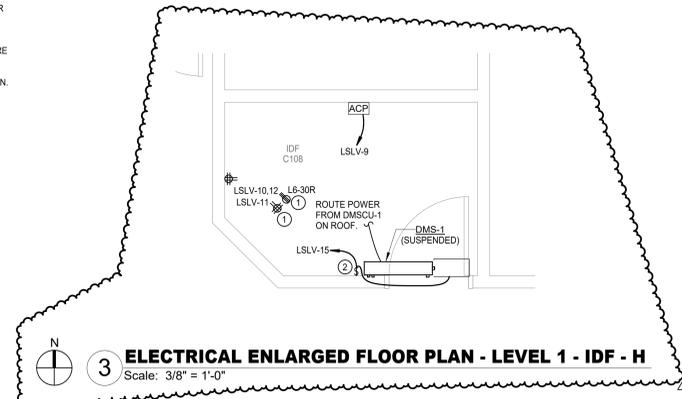 R
RE
N.
ACP
IDF
C108
LSLV-9
LSLV-10,12
L6-30R
LSLV-11
1
1
ROUTE POWER
FROM DMSCU-1
ON ROOF.
DMS-1
(SUSPENDED)
LSLV-15
2
N
3
ELECTRICAL ENLARGED FLOOR PLAN - LEVEL 1 - IDF - H
Scale: 3/8" = 1'-0"